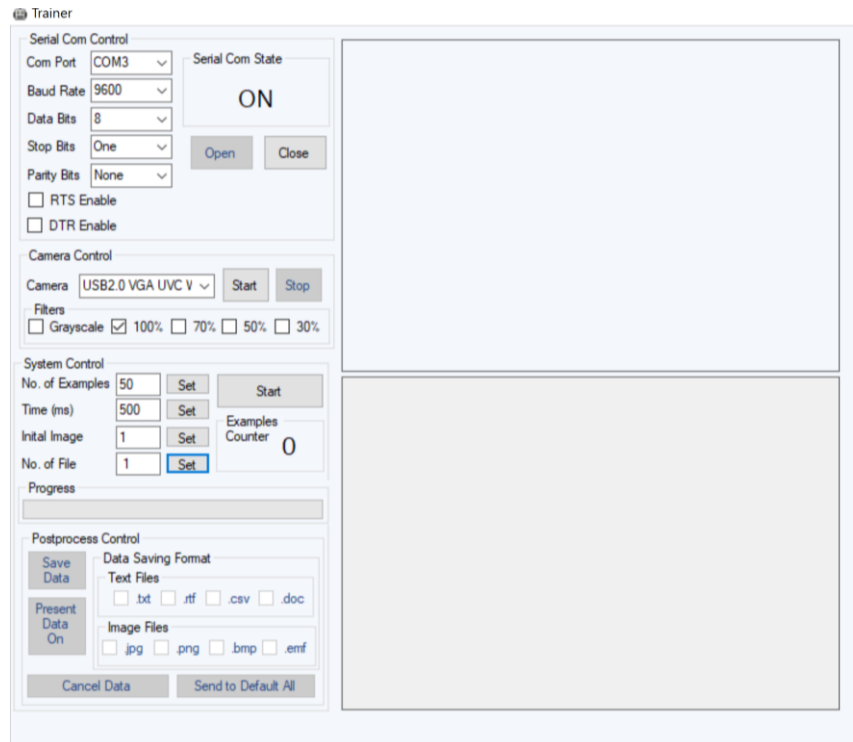 Trainer
Serial Com Control
Com Port COM3
Serial Com State
ON
Baud Rate 9600
Data Bits 8
Stop Bits One
Open Close
Parity Bits None
RTS Enable
DTR Enable
Camera Control
Camera USB2.0 VGA UVC W Start Stop
Filters
Grayscale 100% 70% 50% 30%
System Control
No. of Examples 50 Set
Start
Time (ms) 500 Set
Examples
Counter 0
Inital Image 1 Set
No. of File 1 Set
Progress
Postprocess Control
Save
Data
Data Saving Format
Text Files
.txt .rtf .csv .doc
Present
Data
On
Image Files
.jpg .png .bmp .emf
Cancel Data Send to Default All